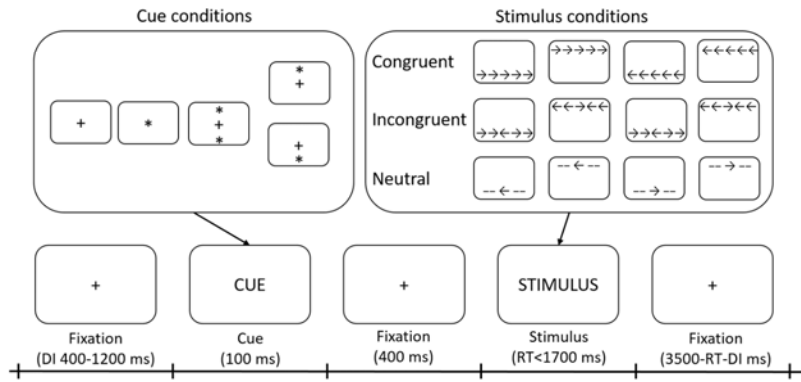 Cue conditions
Stimulus conditions
+
*
*
+
*
*
+
+
*
Congruent
→→→→→
→→→→→
←←←←←
←←←←←
Incongruent
→→←→→
←←→←←
→→←→→
←←→←←
Neutral
-- ← --
-- ← --
-- → --
-- → --
+
CUE
+
STIMULUS
+
Fixation
(DI 400-1200 ms)
Cue
(100 ms)
Fixation
(400 ms)
Stimulus
(RT<1700 ms)
Fixation
(3500-RT-DI ms)